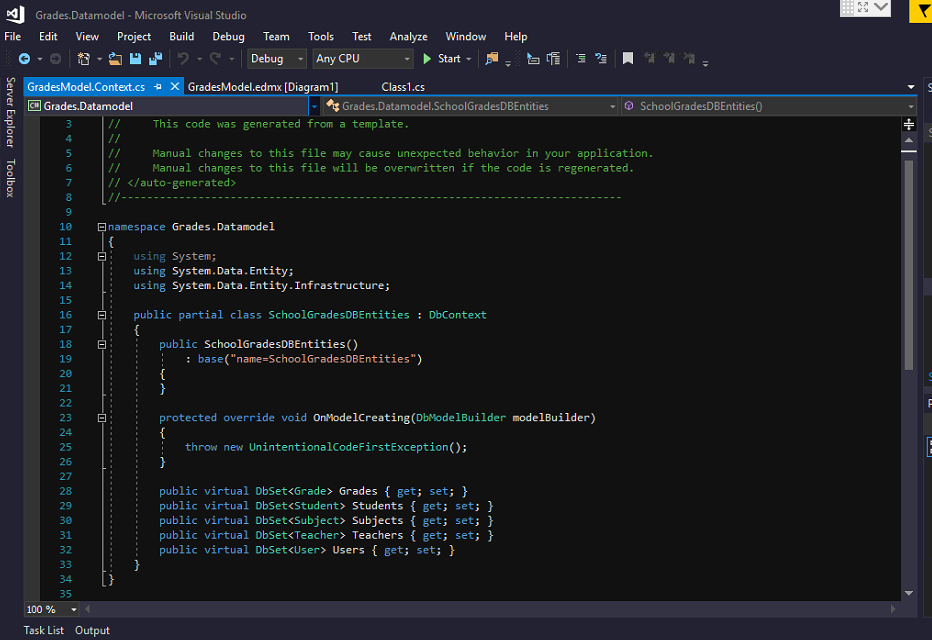 Grades.Datamodel - Microsoft Visual Studio
File Edit View Project Build Debug Team Tools Test Analyze Window Help
Debug Any CPU Start
GradesModel.Context.cs GradesModel.edmx [Diagram1] Class1.cs
Server Explorer
Toolbox
Grades.Datamodel Grades.Datamodel.SchoolGradesDBEntities SchoolGradesDBEntities()
3 // This code was generated from a template.
4 //
5 // Manual changes to this file may cause unexpected behavior in your application.
6 // Manual changes to this file will be overwritten if the code is regenerated.
7 // </auto-generated>
8 //------------------------------------------------------------------------------
9
10 namespace Grades.Datamodel
11 {
12 using System;
13 using System.Data.Entity;
14 using System.Data.Entity.Infrastructure;
15
16 public partial class SchoolGradesDBEntities : DbContext
17 {
18 public SchoolGradesDBEntities()
19 : base("name=SchoolGradesDBEntities")
20 {
21 }
22
23 protected override void OnModelCreating(DbModelBuilder modelBuilder)
24 {
25 throw new UnintentionalCodeFirstException();
26 }
27
28 public virtual DbSet<Grade> Grades { get; set; }
29 public virtual DbSet<Student> Students { get; set; }
30 public virtual DbSet<Subject> Subjects { get; set; }
31 public virtual DbSet<Teacher> Teachers { get; set; }
32 public virtual DbSet<User> Users { get; set; }
33 }
34 }
35
100 %
Task List Output